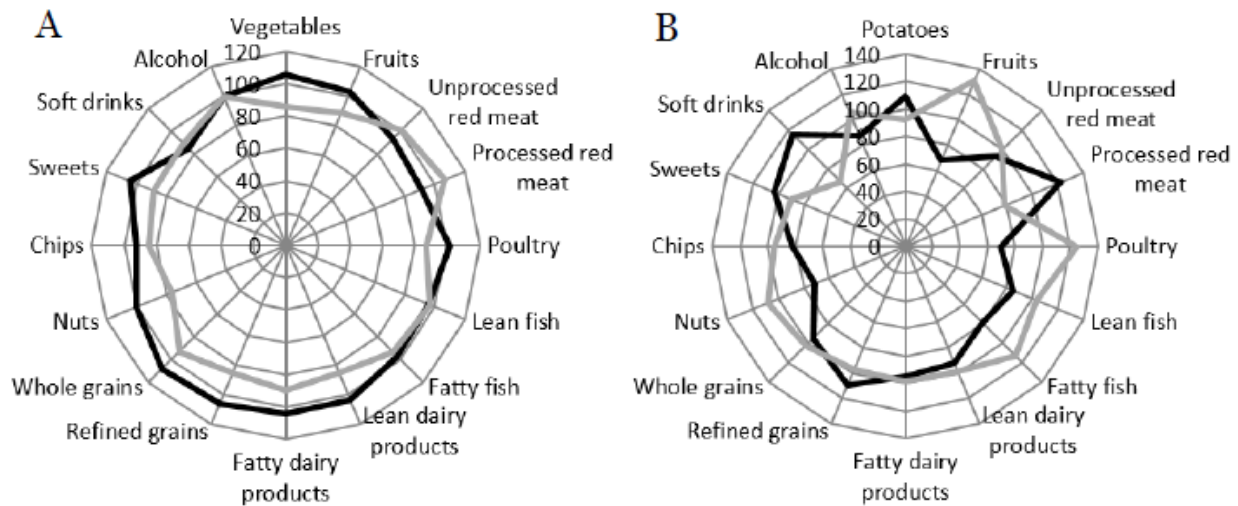 A
Vegetables
120
Alcohol
Fruits
100
Soft drinks
80
Unprocessed
red meat
60
Sweets
40
Processed red
meat
20
Chips
0
Poultry
Nuts
Lean fish
Whole grains
Fatty fish
Refined grains
Lean dairy
products
Fatty dairy
products
B
Potatoes
140
Alcohol
120
Fruits
100
Soft drinks
80
Unprocessed
red meat
60
Sweets
40
Processed red
meat
20
Chips
0
Poultry
Nuts
Lean fish
Whole grains
Fatty fish
Refined grains
Lean dairy
products
Fatty dairy
products